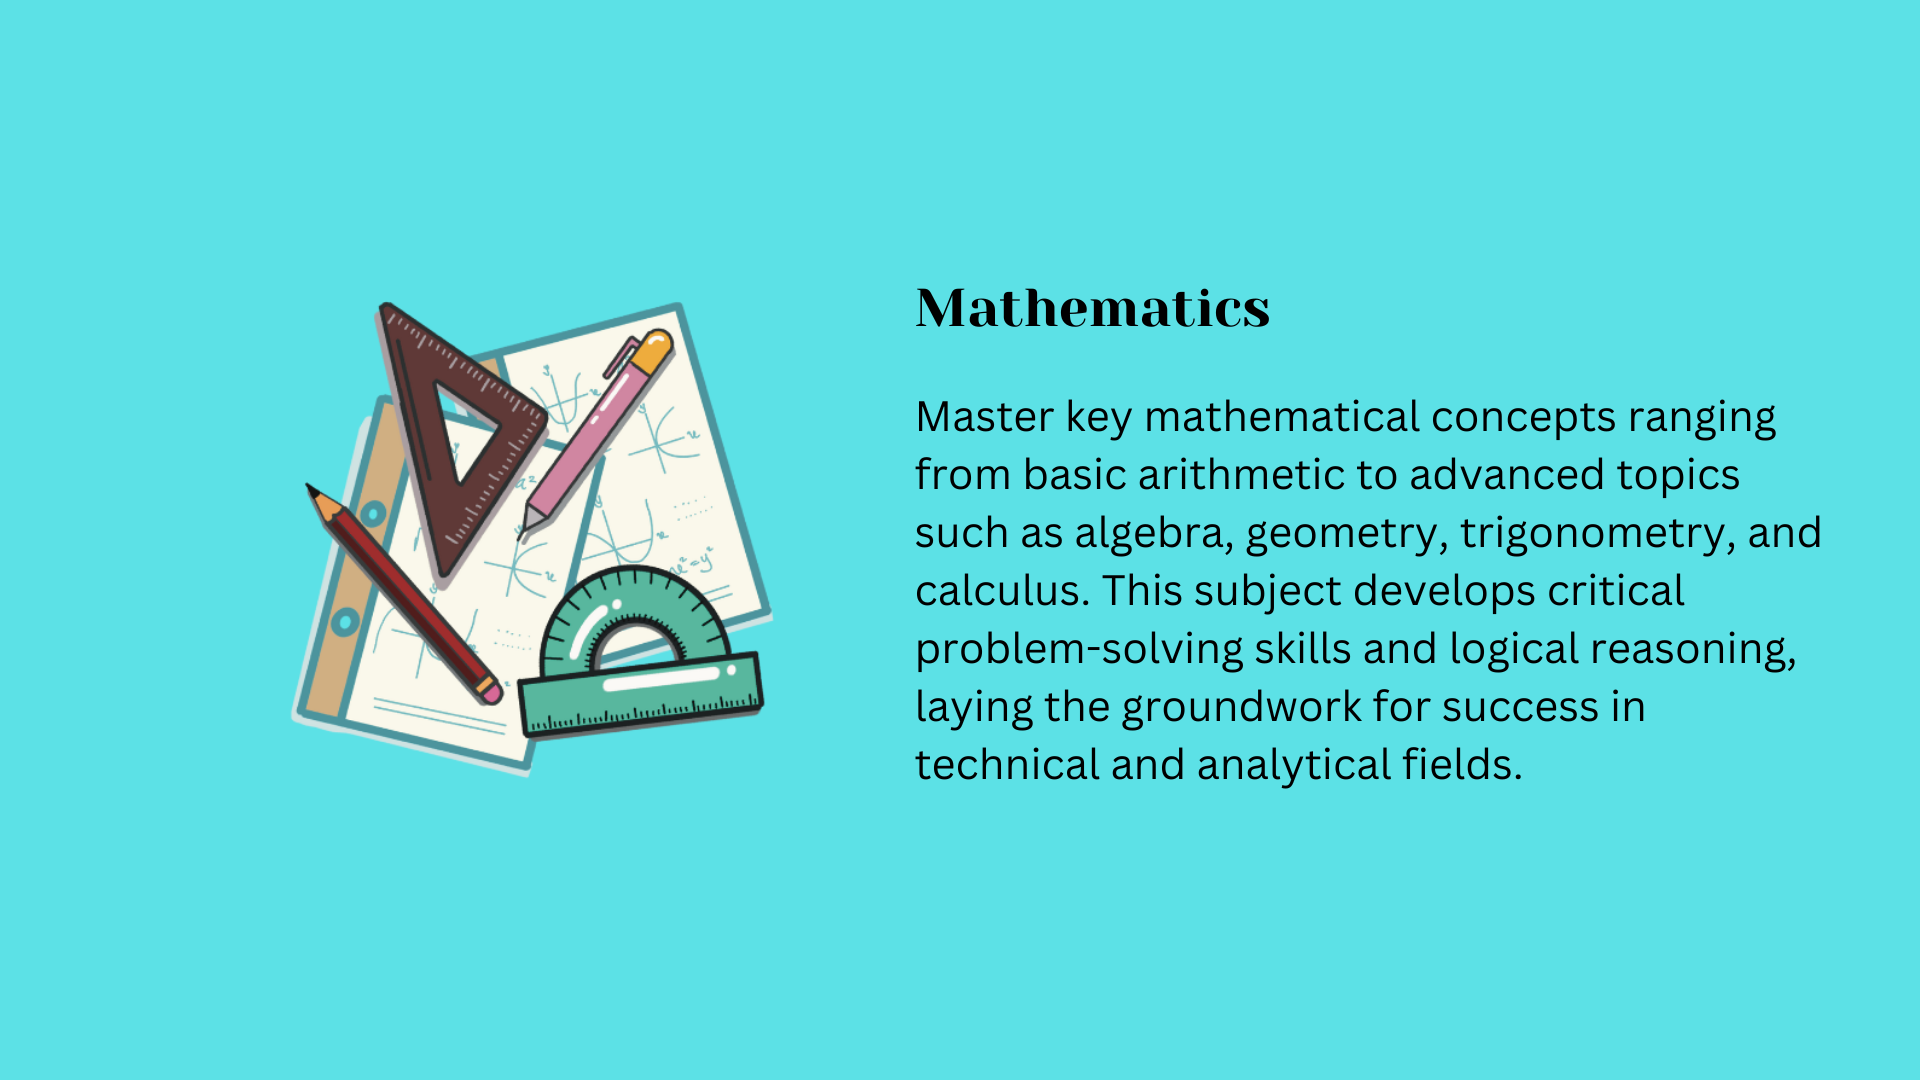 Mathematics
Master key mathematical concepts ranging
from basic arithmetic to advanced topics
such as algebra, geometry, trigonometry, and
calculus. This subject develops critical
problem-solving skills and logical reasoning,
laying the groundwork for success in
technical and analytical fields.